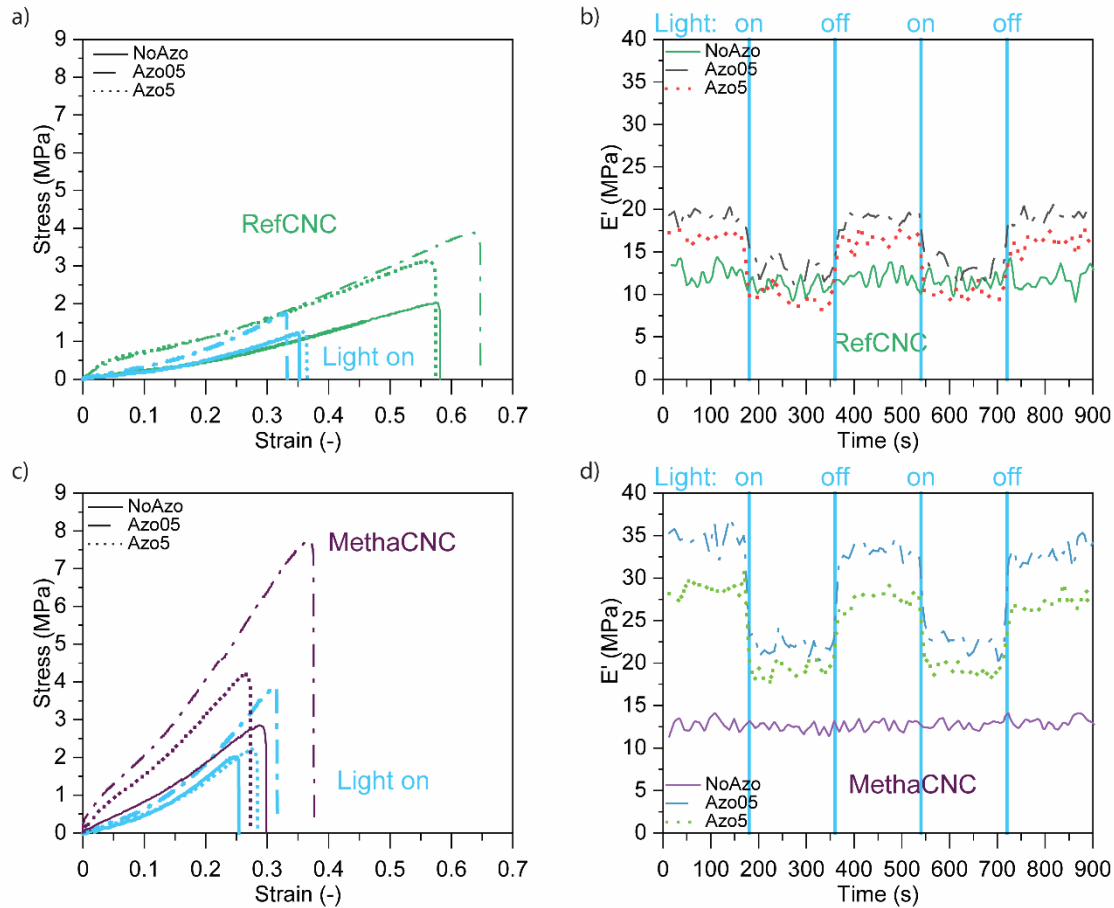 a)
9
8
7
6
5
4
3
2
1
0
Stress (MPa)
NoAzo
Azo05
Azo5
RefCNC
Light on
0 0.1 0.2 0.3 0.4 0.5 0.6 0.7
Strain (-)
b)
Light: on off on off
40
35
30
25
20
15
10
5
0
E' (MPa)
NoAzo
Azo05
Azo5
RefCNC
0 100 200 300 400 500 600 700 800 900
Time (s)
c)
9
8
7
6
5
4
3
2
1
0
Stress (MPa)
NoAzo
Azo05
Azo5
MethaCNC
Light on
0 0.1 0.2 0.3 0.4 0.5 0.6 0.7
Strain (-)
d)
Light: on off on off
40
35
30
25
20
15
10
5
0
E' (MPa)
MethaCNC
NoAzo
Azo05
Azo5
0 100 200 300 400 500 600 700 800 900
Time (s)